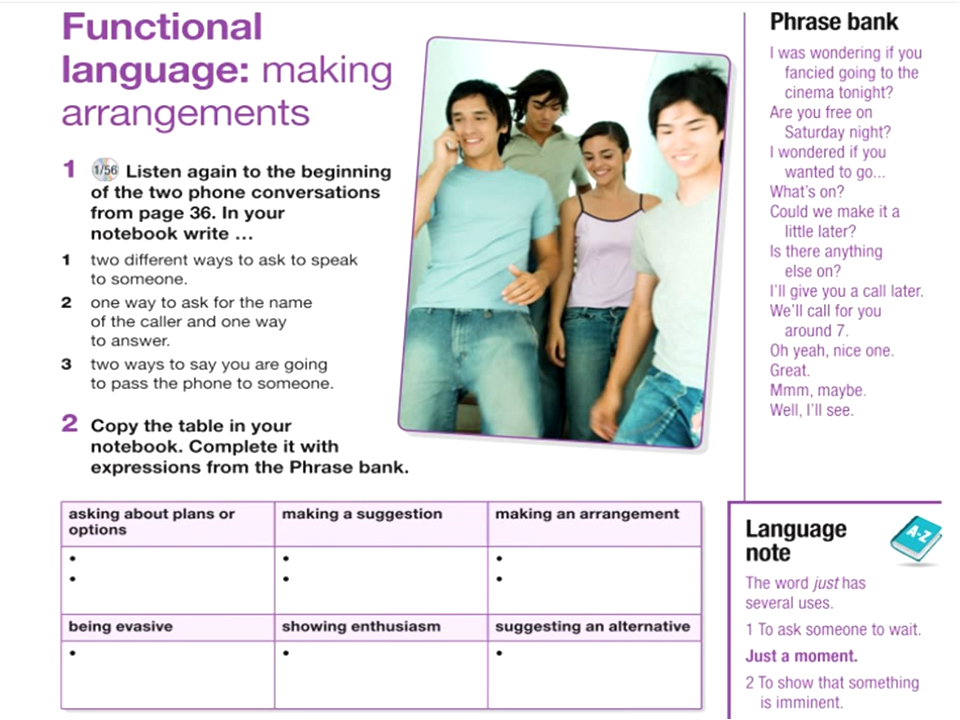 Functional
language: making
arrangements
1 1/56 Listen again to the beginning
of the two phone conversations
from page 36. In your
notebook write …
1 two different ways to ask to speak
to someone.
2 one way to ask for the name
of the caller and one way
to answer.
3 two ways to say you are going
to pass the phone to someone.
2 Copy the table in your
notebook. Complete it with
expressions from the Phrase bank.
asking about plans or
options
making a suggestion
making an arrangement
•
•
•
•
•
•
being evasive
showing enthusiasm
suggesting an alternative
•
•
•
Phrase bank
I was wondering if you
fancied going to the
cinema tonight?
Are you free on
Saturday night?
I wondered if you
wanted to go...
What's on?
Could we make it a
little later?
Is there anything
else on?
I'll give you a call later.
We'll call for you
around 7.
Oh yeah, nice one.
Great.
Mmm, maybe.
Well, I'll see.
Language
note
A-Z
The word just has
several uses.
1 To ask someone to wait.
Just a moment.
2 To show that something
is imminent.